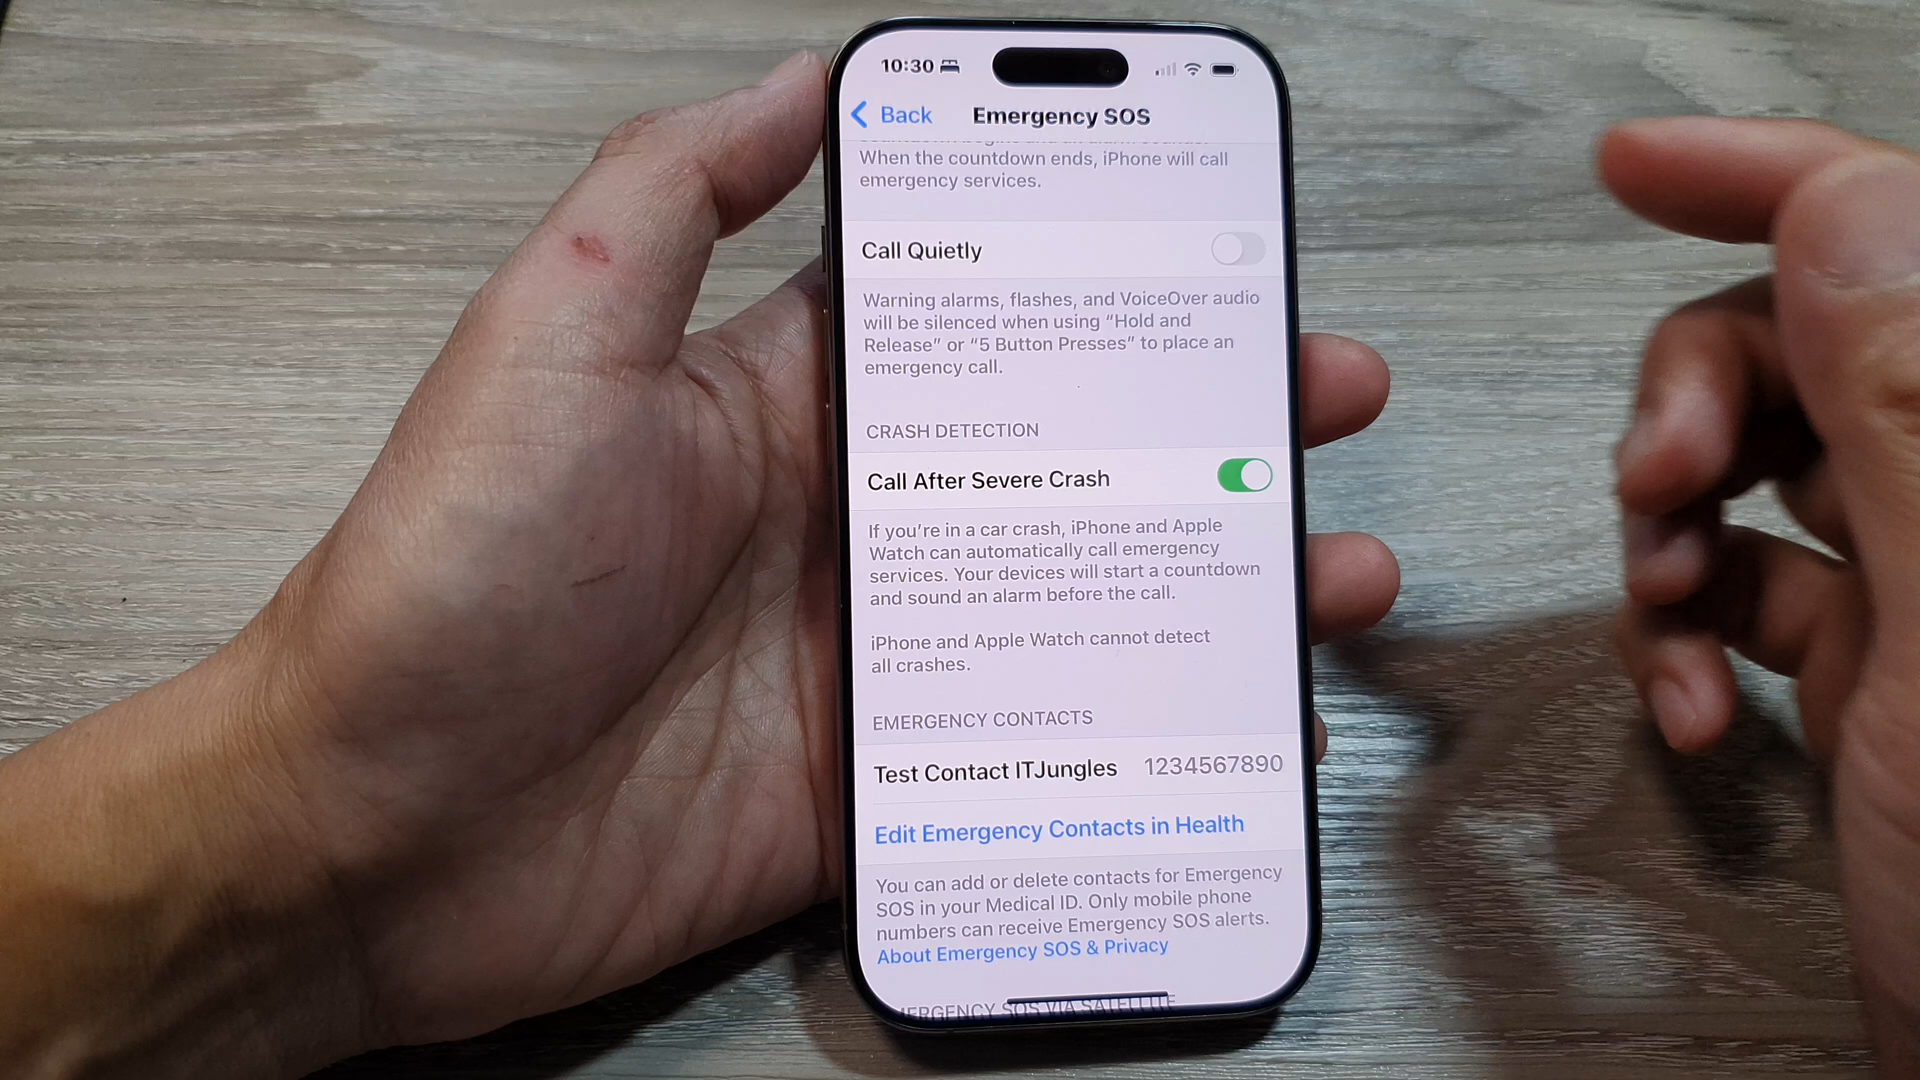 10:30
Back
Emergency SOS
When the countdown ends, iPhone will call
emergency services.
Call Quietly
Warning alarms, flashes, and VoiceOver audio
will be silenced when using “Hold and
Release” or “5 Button Presses” to place an
emergency call.
CRASH DETECTION
Call After Severe Crash
If you’re in a car crash, iPhone and Apple
Watch can automatically call emergency
services. Your devices will start a countdown
and sound an alarm before the call.
iPhone and Apple Watch cannot detect
all crashes.
EMERGENCY CONTACTS
Test Contact ITJungles 1234567890
Edit Emergency Contacts in Health
You can add or delete contacts for Emergency
SOS in your Medical ID. Only mobile phone
numbers can receive Emergency SOS alerts.
About Emergency SOS & Privacy
EMERGENCY SOS VIA SATELLITE